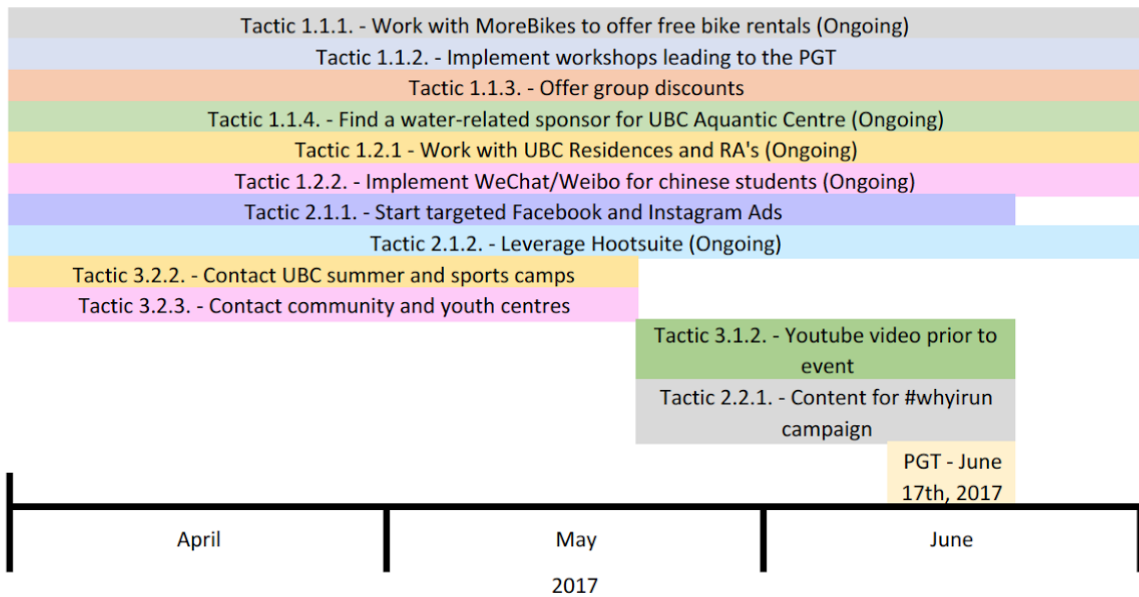 Tactic 1.1.1. - Work with MoreBikes to offer free bike rentals (Ongoing)
Tactic 1.1.2. - Implement workshops leading to the PGT
Tactic 1.1.3. - Offer group discounts
Tactic 1.1.4. - Find a water-related sponsor for UBC Aquantic Centre (Ongoing)
Tactic 1.2.1 - Work with UBC Residences and RA's (Ongoing)
Tactic 1.2.2. - Implement WeChat/Weibo for chinese students (Ongoing)
Tactic 2.1.1. - Start targeted Facebook and Instagram Ads
Tactic 2.1.2. - Leverage Hootsuite (Ongoing)
Tactic 3.2.2. - Contact UBC summer and sports camps
Tactic 3.2.3. - Contact community and youth centres
Tactic 3.1.2. - Youtube video prior to
event
Tactic 2.2.1. - Content for #whyirun
campaign
PGT - June
17th, 2017
April
May
June
2017